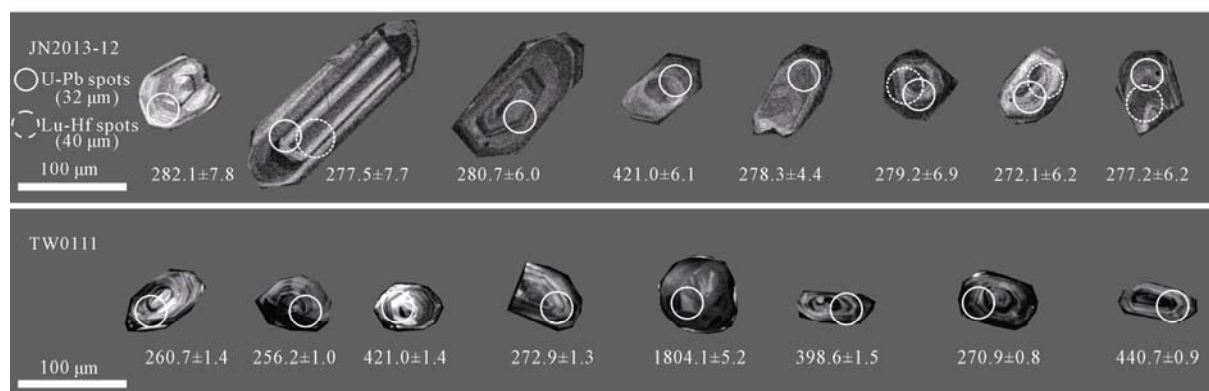 JN2013-12
U-Pb spots
(32 μm)
Lu-Hf spots
(40 μm)
100 μm
282.1±7.8 277.5±7.7 280.7±6.0 421.0±6.1 278.3±4.4 279.2±6.9 272.1±6.2 277.2±6.2
TW0111
100 μm
260.7±1.4 256.2±1.0 421.0±1.4 272.9±1.3 1804.1±5.2 398.6±1.5 270.9±0.8 440.7±0.9